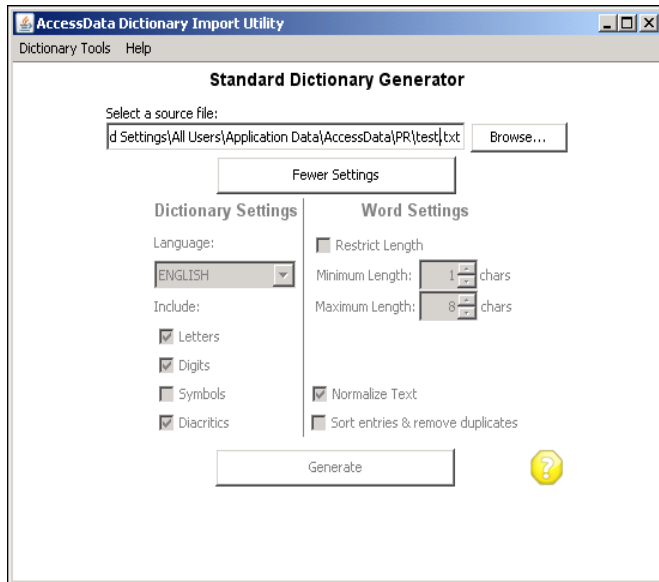 AccessData Dictionary Import Utility
Dictionary Tools Help
Standard Dictionary Generator
Select a source file:
d Settings\All Users\Application Data\AccessData\PR\test.txt Browse...
Fewer Settings
Dictionary Settings Word Settings
Language: Restrict Length
ENGLISH Minimum Length: 1 chars
Include: Maximum Length: 8 chars
Letters
Digits
Symbols Normalize Text
Diacritics Sort entries & remove duplicates
Generate ?